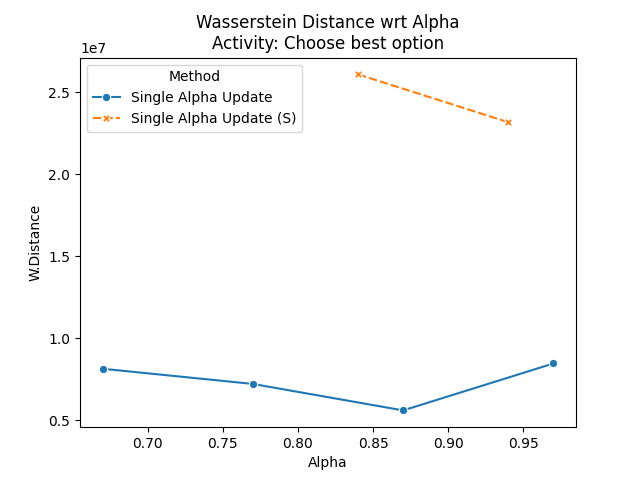 Wasserstein Distance wrt Alpha
Activity: Choose best option
1e7
Method
Single Alpha Update
Single Alpha Update (S)
2.5
2.0
1.5
1.0
0.5
W.Distance
0.70 0.75 0.80 0.85 0.90 0.95
Alpha